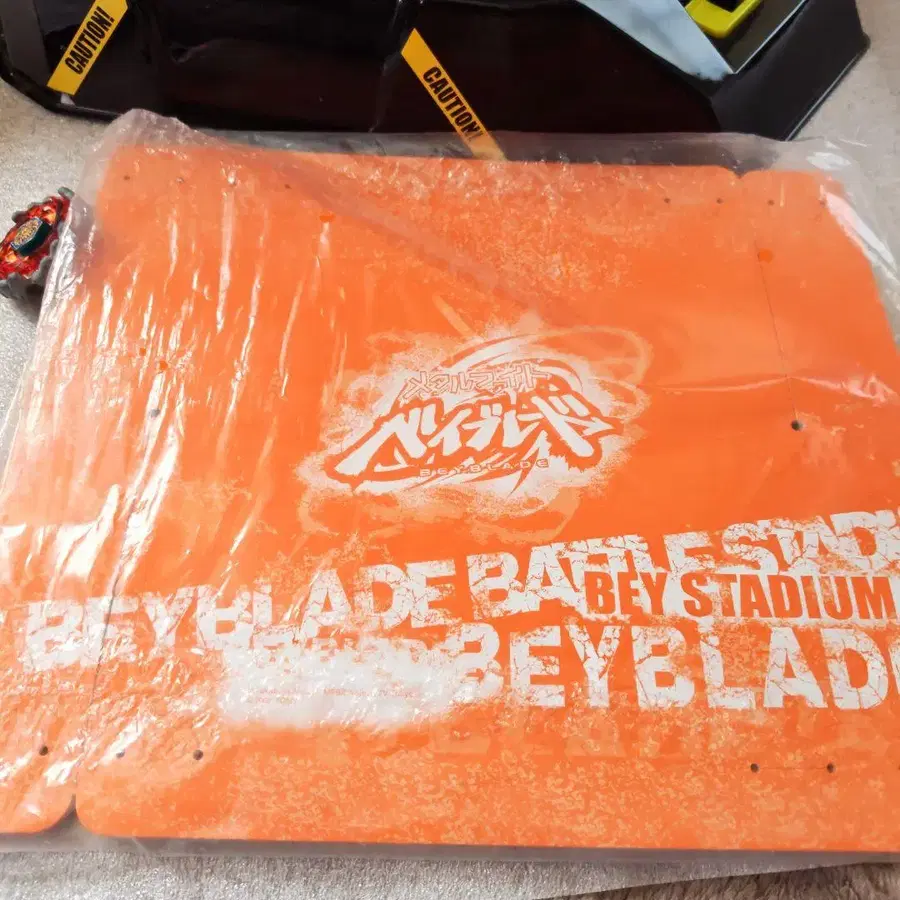 CAUTION!
CAUTION!
メタルファイト
ベイブレード
BEYBLADE
BEYBLADE BATTLE STADIU
BEY STADIUM
BEYBLADE